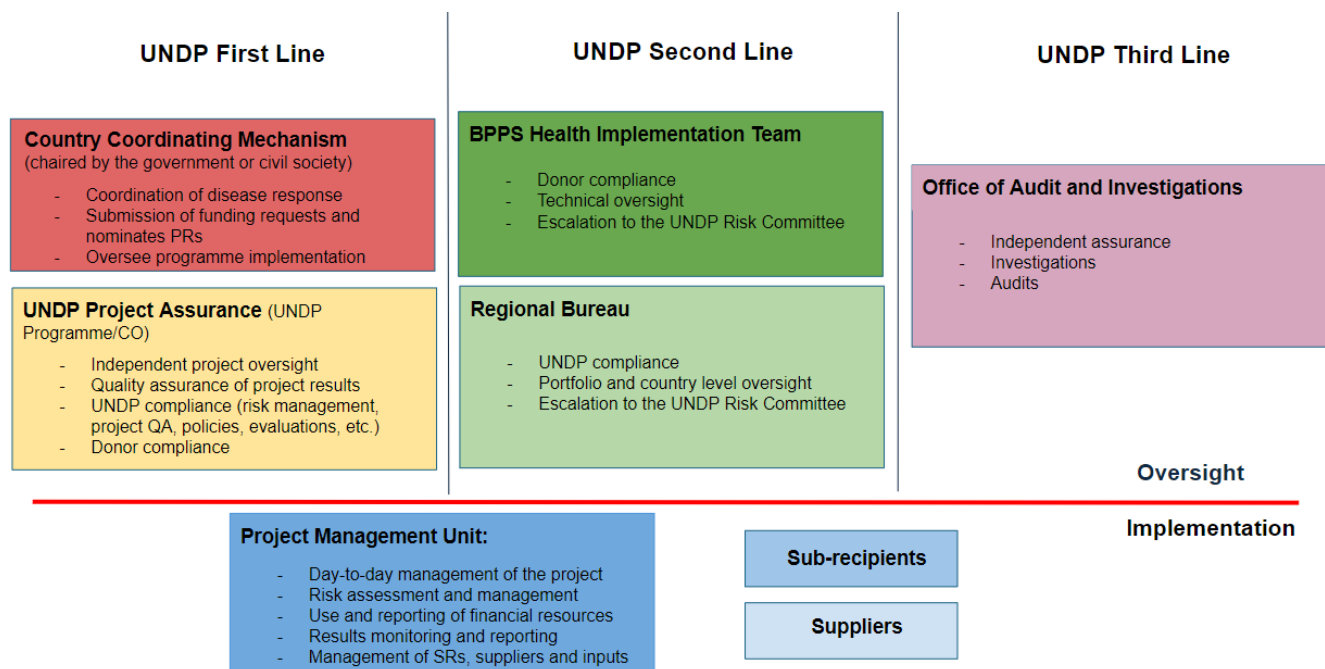 UNDP First Line
UNDP Second Line
UNDP Third Line
Country Coordinating Mechanism
(chaired by the government or civil society)
- Coordination of disease response
- Submission of funding requests and
nominates PRs
- Oversee programme implementation
UNDP Project Assurance (UNDP
Programme/CO)
- Independent project oversight
- Quality assurance of project results
- UNDP compliance (risk management,
project QA, policies, evaluations, etc.)
- Donor compliance
BPPS Health Implementation Team
- Donor compliance
- Technical oversight
- Escalation to the UNDP Risk Committee
Regional Bureau
- UNDP compliance
- Portfolio and country level oversight
- Escalation to the UNDP Risk Committee
Office of Audit and Investigations
- Independent assurance
- Investigations
- Audits
Oversight
Implementation
Project Management Unit:
- Day-to-day management of the project
- Risk assessment and management
- Use and reporting of financial resources
- Results monitoring and reporting
- Management of SRs, suppliers and inputs
Sub-recipients
Suppliers